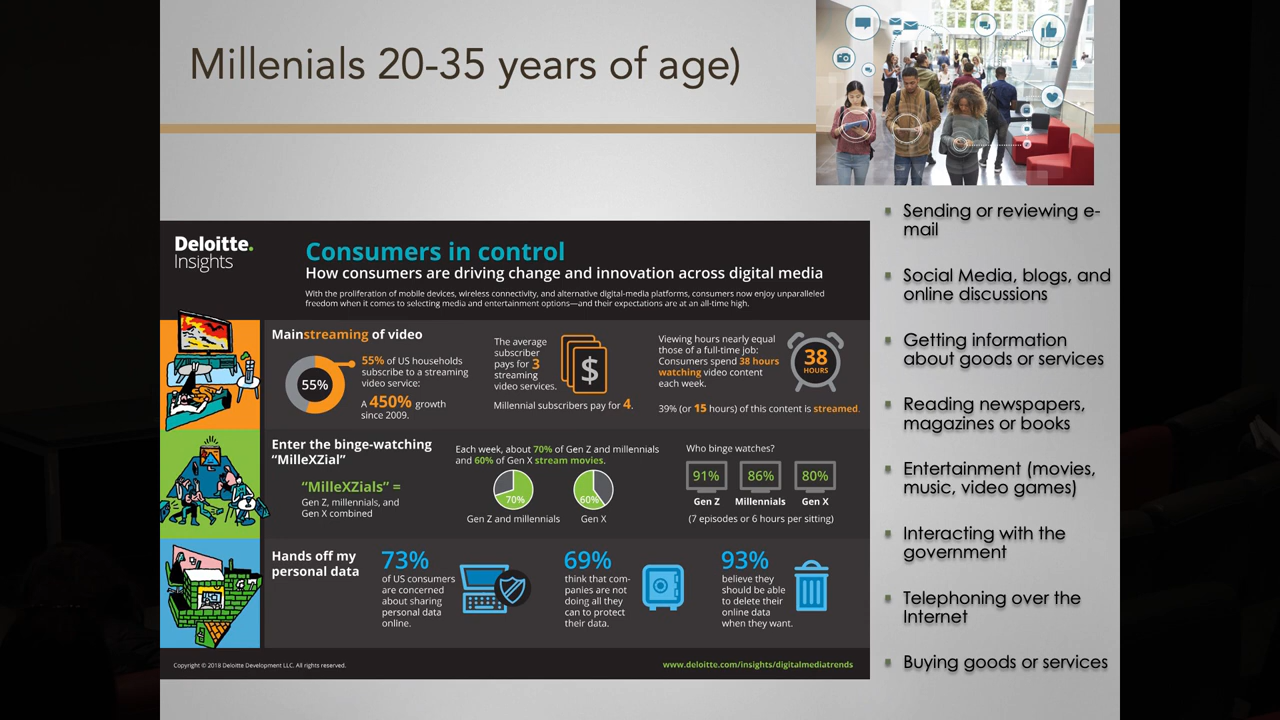 Millenials 20-35 years of age)
Deloitte.
Insights
Consumers in control
How consumers are driving change and innovation across digital media
With the proliferation of mobile devices, wireless connectivity, and alternative digital-media platforms, consumers now enjoy unparalleled
freedom when it comes to selecting media and entertainment options—and their expectations are at an all-time high.
Mainstreaming of video
55%
55% of US households
subscribe to a streaming
video service:
A 450% growth
since 2009.
The average
subscriber
pays for 3
streaming
video services.
$
Millennial subscribers pay for 4.
Viewing hours nearly equal
those of a full-time job:
Consumers spend 38 hours
watching video content
each week.
38
HOURS
39% (or 15 hours) of this content is streamed.
Enter the binge-watching
“MilleXZial”
“MilleXZials” =
Gen Z, millennials, and
Gen X combined
Each week, about 70% of Gen Z and millennials
and 60% of Gen X stream movies.
70%
60%
Gen Z and millennials
Gen X
Who binge watches?
91%
86%
80%
Gen Z
Millennials
Gen X
(7 episodes or 6 hours per sitting)
Hands off my
personal data
73%
of US consumers
are concerned
about sharing
personal data
online.
69%
think that com-
panies are not
doing all they
can to protect
their data.
93%
believe they
should be able
to delete their
online data
when they want.
Copyright © 2018 Deloitte Development LLC. All rights reserved.
www.deloitte.com/insights/digitalmediatrends
Sending or reviewing e-
mail
Social Media, blogs, and
online discussions
Getting information
about goods or services
Reading newspapers,
magazines or books
Entertainment (movies,
music, video games)
Interacting with the
government
Telephoning over the
Internet
Buying goods or services